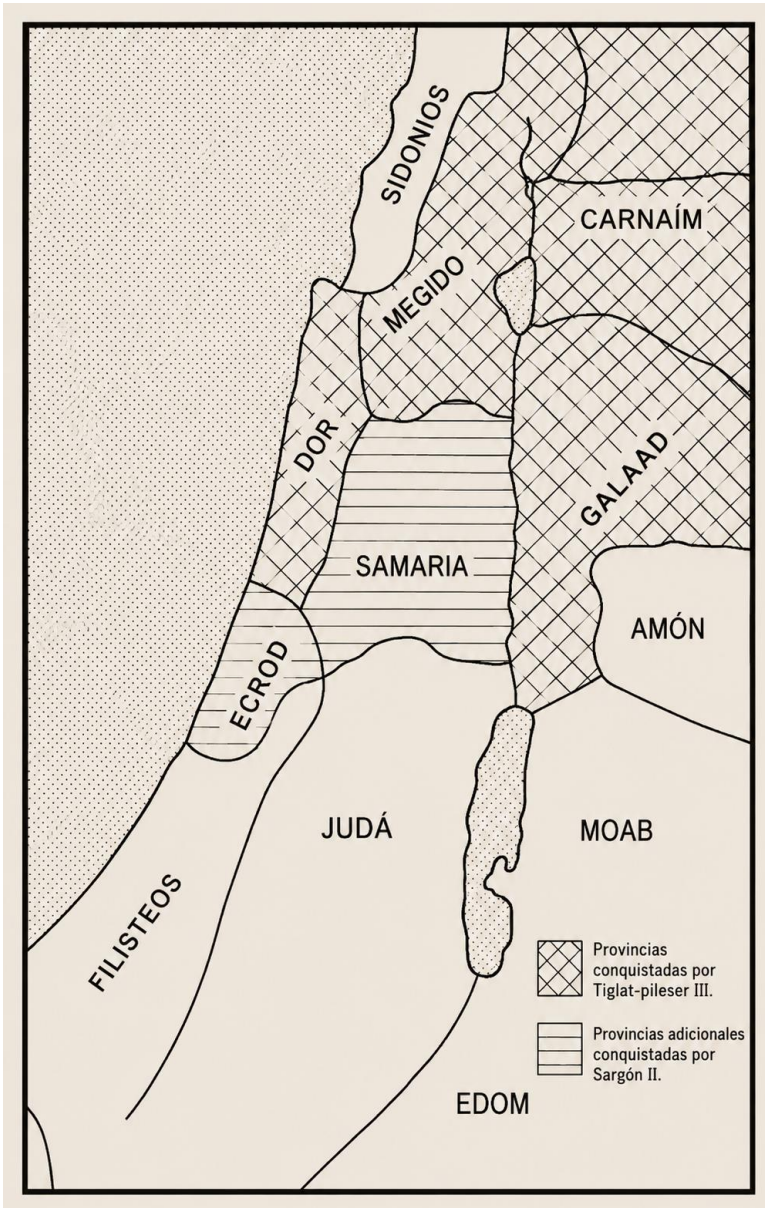 SIDONIOS
CARNAÍM
MEGIDO
DOR
GALAAD
SAMARIA
AMÓN
ECROD
JUDÁ
MOAB
FILISTEOS
Provincias
conquistadas por
Tiglat-pileser III.
Provincias adicionales
conquistadas por
Sargón II.
EDOM